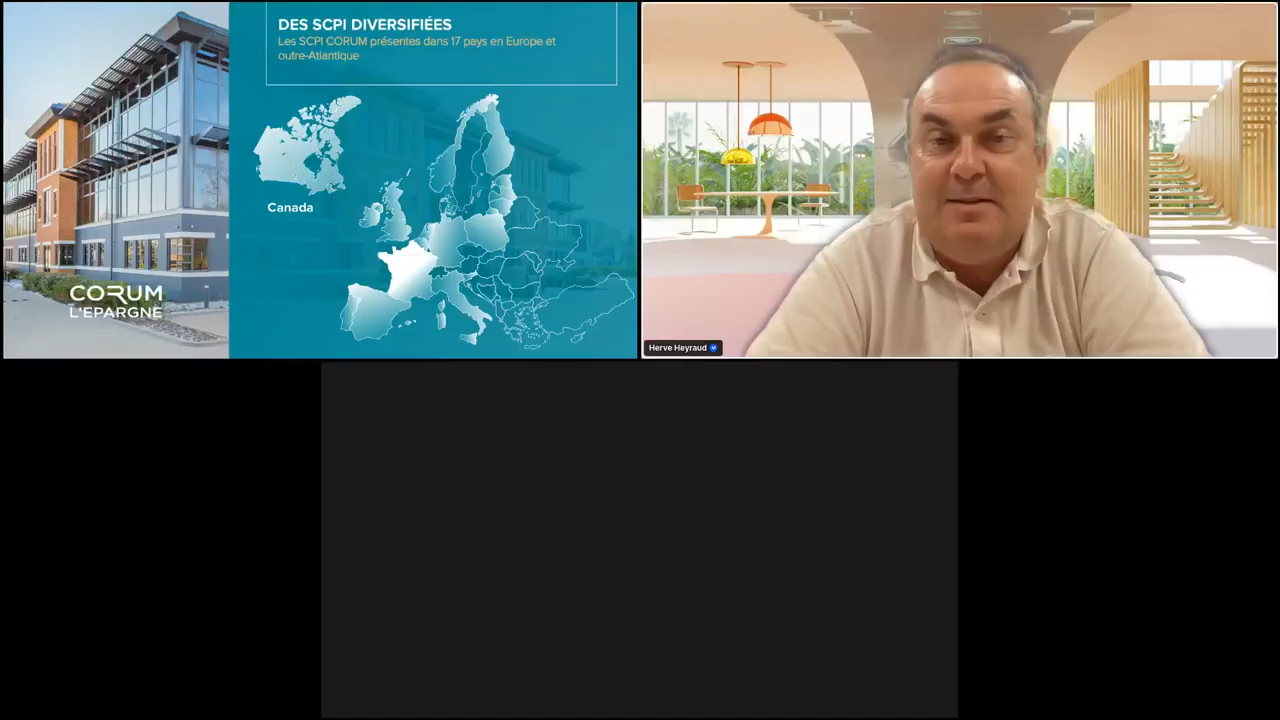 DES SCPI DIVERSIFIÉES
Les SCPI CORUM présentes dans 17 pays en Europe et
outre-Atlantique
Canada
CORUM
L'EPARGNE
Herve Heyraud